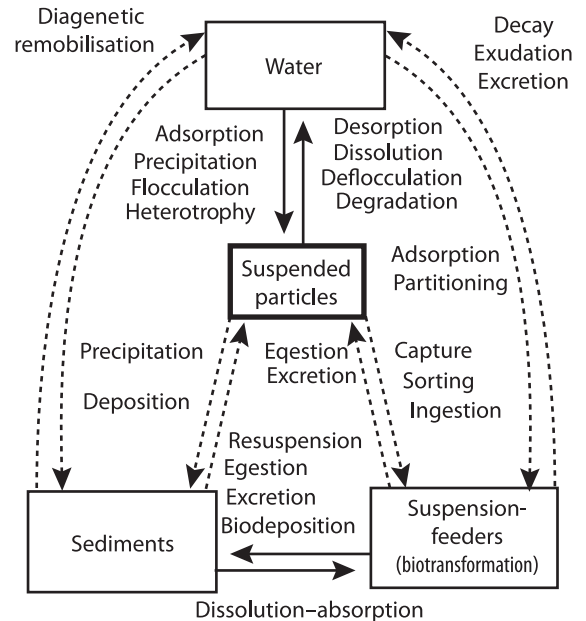 Diagenetic
remobilisation
Water
Decay
Exudation
Excretion
Adsorption
Precipitation
Flocculation
Heterotrophy
Desorption
Dissolution
Deflocculation
Degradation
Suspended
particles
Adsorption
Partitioning
Precipitation
Deposition
Eqestion
Excretion
Capture
Sorting
Ingestion
Resuspension
Egestion
Excretion
Biodeposition
Sediments
Suspension-
feeders
(biotransformation)
Dissolution–absorption